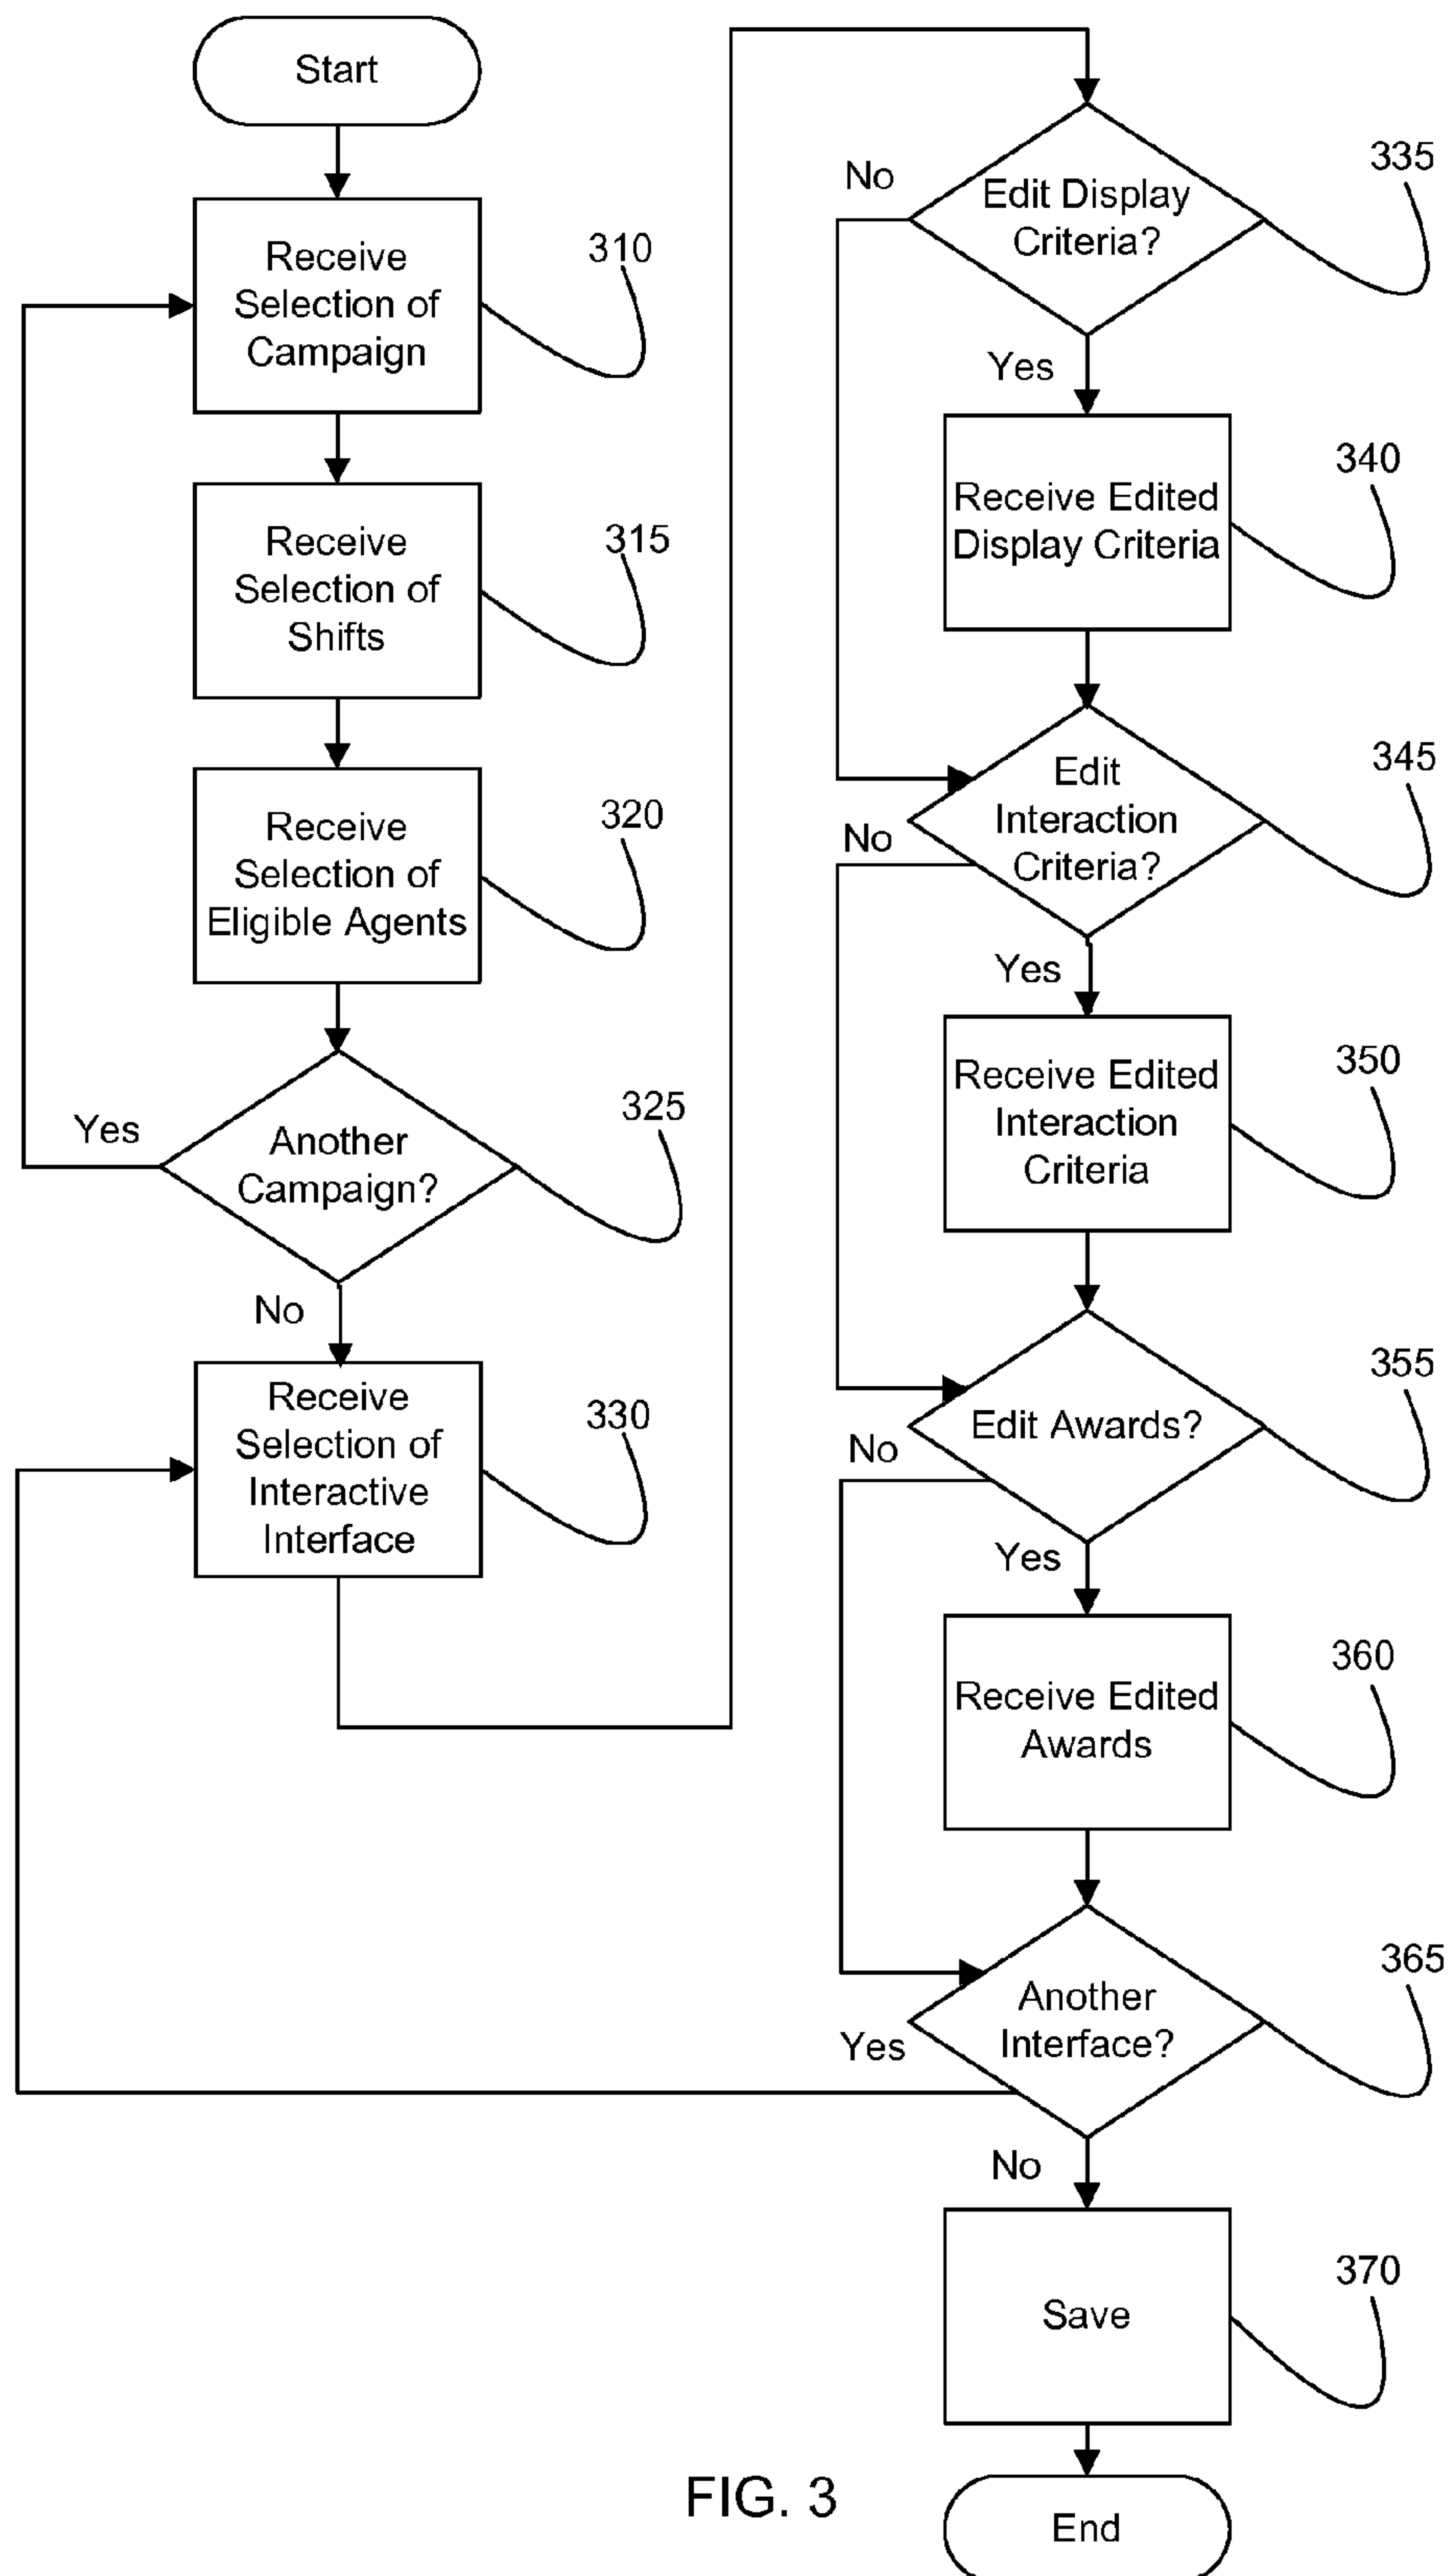 Start
Receive
Selection of
Campaign
310
Receive
Selection of
Shifts
315
Receive
Selection of
Eligible Agents
320
Another
Campaign?
325
Yes
No
Receive
Selection of
Interactive
Interface
330
Edit Display
Criteria?
335
No
Yes
Receive Edited
Display Criteria
340
Edit
Interaction
Criteria?
345
No
Yes
Receive Edited
Interaction
Criteria
350
Edit Awards?
355
No
Yes
Receive Edited
Awards
360
Another
Interface?
365
Yes
No
Save
370
End
FIG. 3